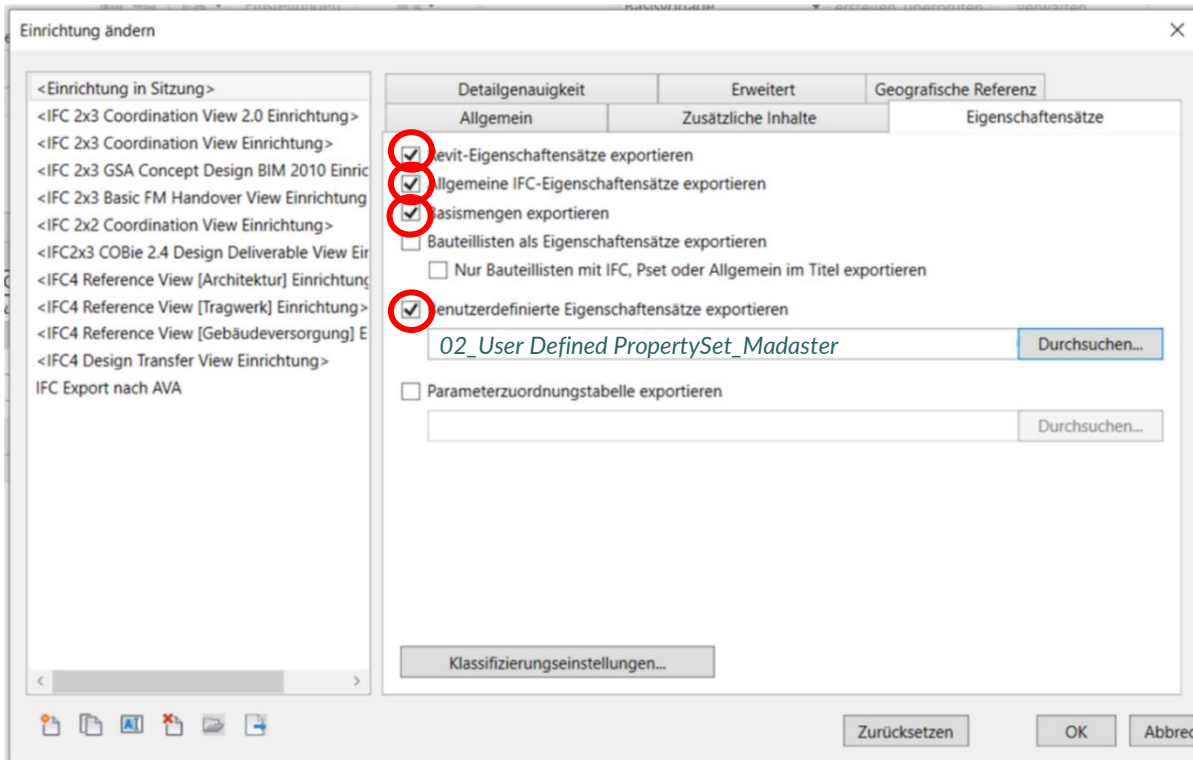 Basisvorlage
erstellen überprüfen verwalten
Einrichtung ändern
<Einrichtung in Sitzung>
<IFC 2x3 Coordination View 2.0 Einrichtung>
<IFC 2x3 Coordination View Einrichtung>
<IFC 2x3 GSA Concept Design BIM 2010 Einric
<IFC 2x3 Basic FM Handover View Einrichtung
<IFC 2x2 Coordination View Einrichtung>
<IFC2x3 COBie 2.4 Design Deliverable View Eir
<IFC4 Reference View [Architektur] Einrichtung
<IFC4 Reference View [Tragwerk] Einrichtung>
<IFC4 Reference View [Gebäudeversorgung] E
<IFC4 Design Transfer View Einrichtung>
IFC Export nach AVA
Detailgenauigkeit Erweitert Geografische Referenz
Allgemein Zusätzliche Inhalte Eigenschaftensätze
Revit-Eigenschaftensätze exportieren
Allgemeine IFC-Eigenschaftensätze exportieren
Basismengen exportieren
Bauteillisten als Eigenschaftensätze exportieren
Nur Bauteillisten mit IFC, Pset oder Allgemein im Titel exportieren
Benutzerdefinierte Eigenschaftensätze exportieren
02_User Defined PropertySet_Madaster Durchsuchen...
Parameterzuordnungstabelle exportieren
Durchsuchen...
Klassifizierungseinstellungen...
Zurücksetzen OK Abbrec